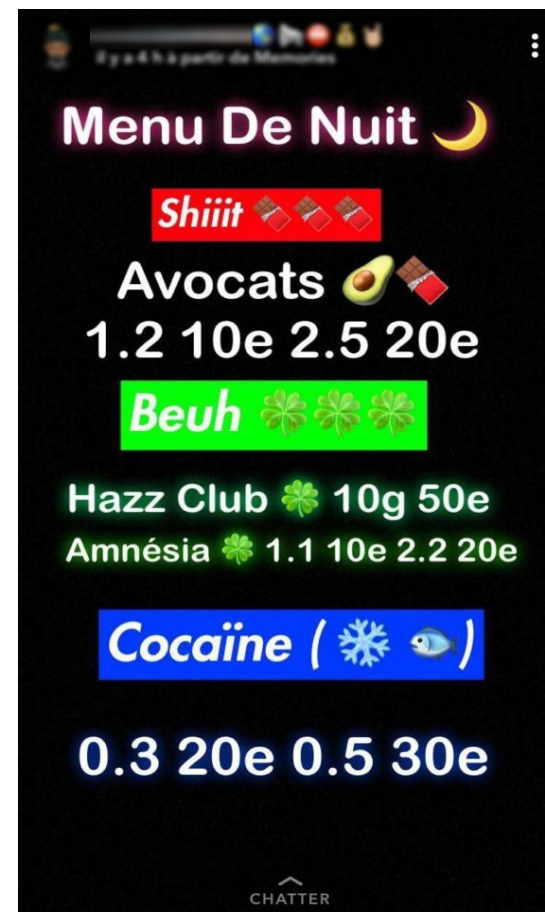 Il y a 4 h à partir de Memories
Menu De Nuit 🌙
Shiiit 🍫🍫🍫
Avocats 🥑🍫
1.2 10e 2.5 20e
Beuh 🍀🍀🍀
Hazz Club 🍀 10g 50e
Amnésia 🍀 1.1 10e 2.2 20e
Cocaïne ( ❄️ 🐟)
0.3 20e 0.5 30e
CHATTER